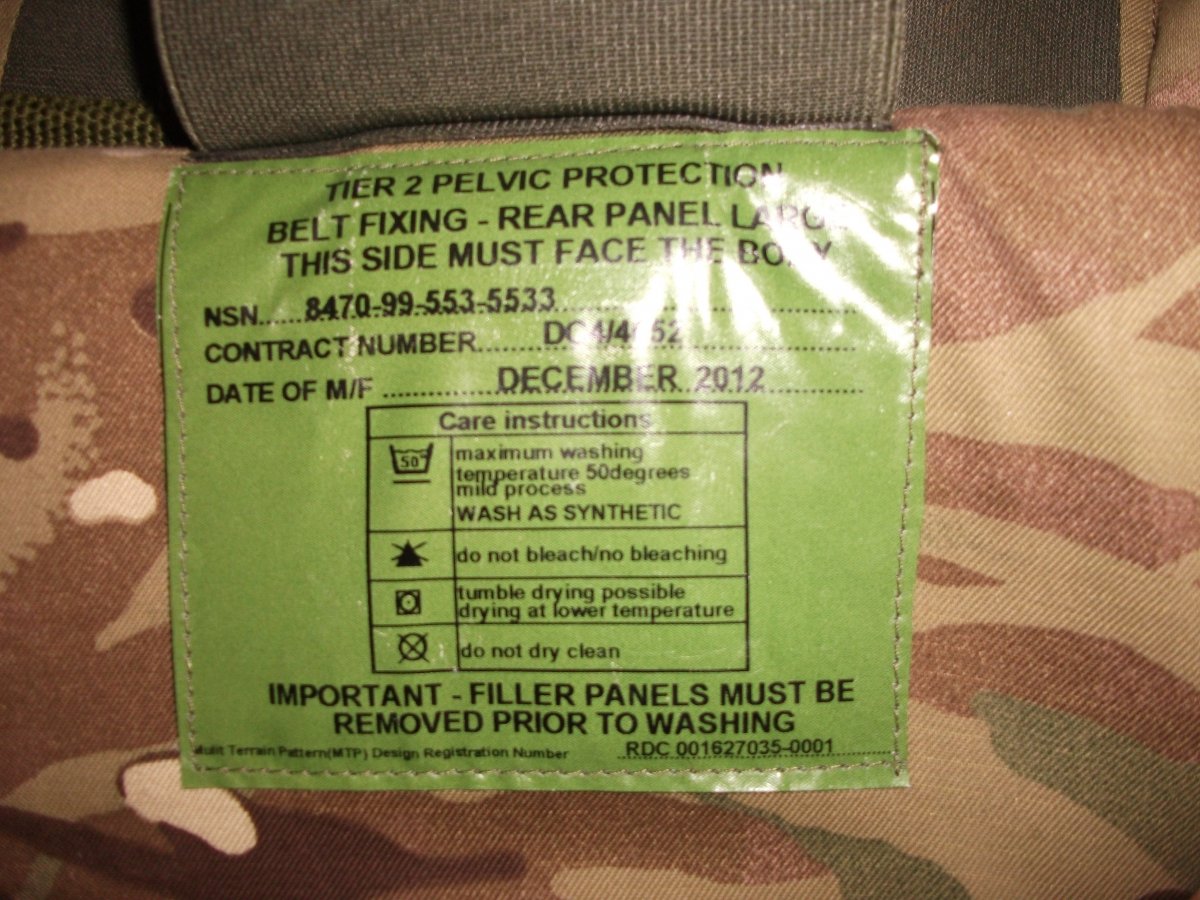 TIER 2 PELVIC PROTECTION
BELT FIXING - REAR PANEL
THIS SIDE MUST FACE THE BODY
NSN......8470-99-553-5533
CONTRACT NUMBER
DATE OF M/F ............DECEMBER 2012
Care instructions
50°
maximum washing
temperature 50degrees
mild process
WASH AS SYNTHETIC
do not bleach/no bleaching
tumble drying possible
drying at lower temperature
do not dry clean
IMPORTANT - FILLER PANELS MUST BE
REMOVED PRIOR TO WASHING
Mulit Terrain Pattern(MTP) Design Registration Number RDC 001627035-0001